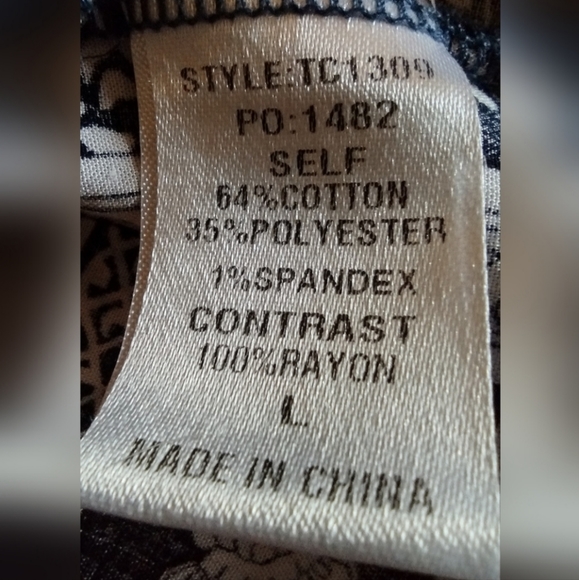 STYLE:TC1309
PO:1482
SELF
64%COTTON
35%POLYESTER
1%SPANDEX
CONTRAST
100%RAYON
L
MADE IN CHINA